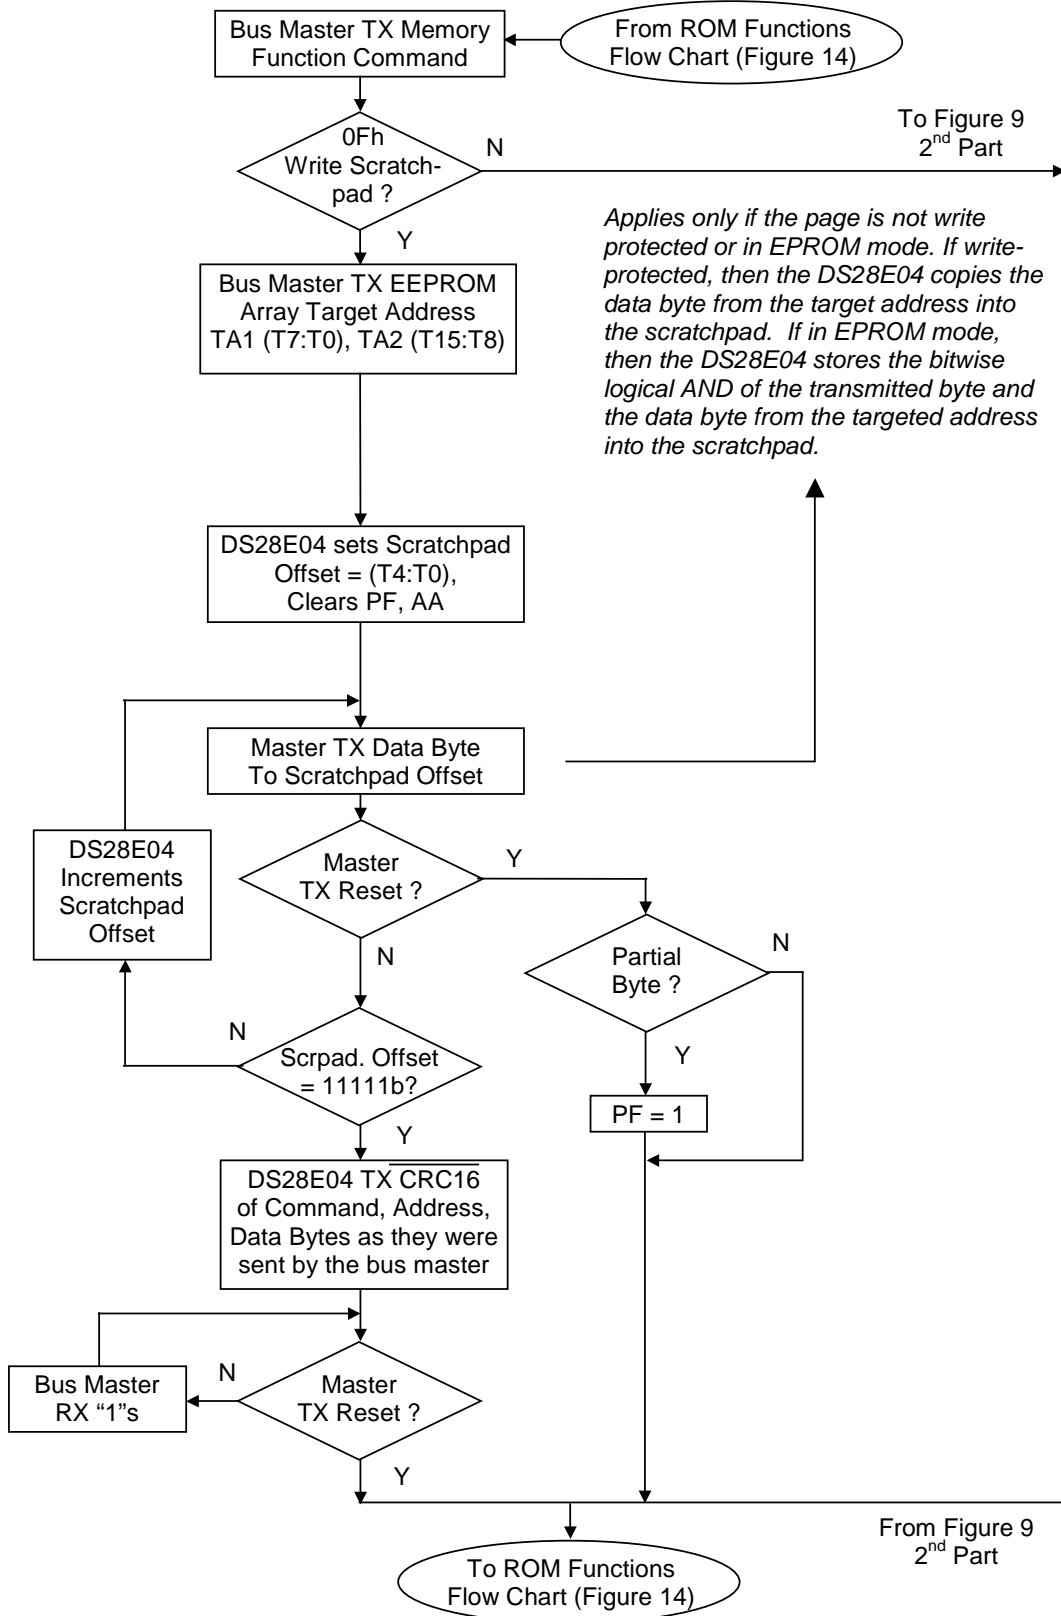 Bus Master TX Memory
Function Command
From ROM Functions
Flow Chart (Figure 14)
To Figure 9
2nd Part
0Fh
Write Scratch-
pad ?
N
Y
Applies only if the page is not write
protected or in EPROM mode. If write-
protected, then the DS28E04 copies the
data byte from the target address into
the scratchpad.  If in EPROM mode,
then the DS28E04 stores the bitwise
logical AND of the transmitted byte and
the data byte from the targeted address
into the scratchpad.
Bus Master TX EEPROM
Array Target Address
TA1 (T7:T0), TA2 (T15:T8)
DS28E04 sets Scratchpad
Offset = (T4:T0),
Clears PF, AA
Master TX Data Byte
To Scratchpad Offset
DS28E04
Increments
Scratchpad
Offset
Master
TX Reset ?
Y
N
Partial
Byte ?
N
Y
PF = 1
Scrpad. Offset
= 11111b?
N
Y
DS28E04 TX CRC16
of Command, Address,
Data Bytes as they were
sent by the bus master
Bus Master
RX “1”s
N
Master
TX Reset ?
Y
From Figure 9
2nd Part
To ROM Functions
Flow Chart (Figure 14)